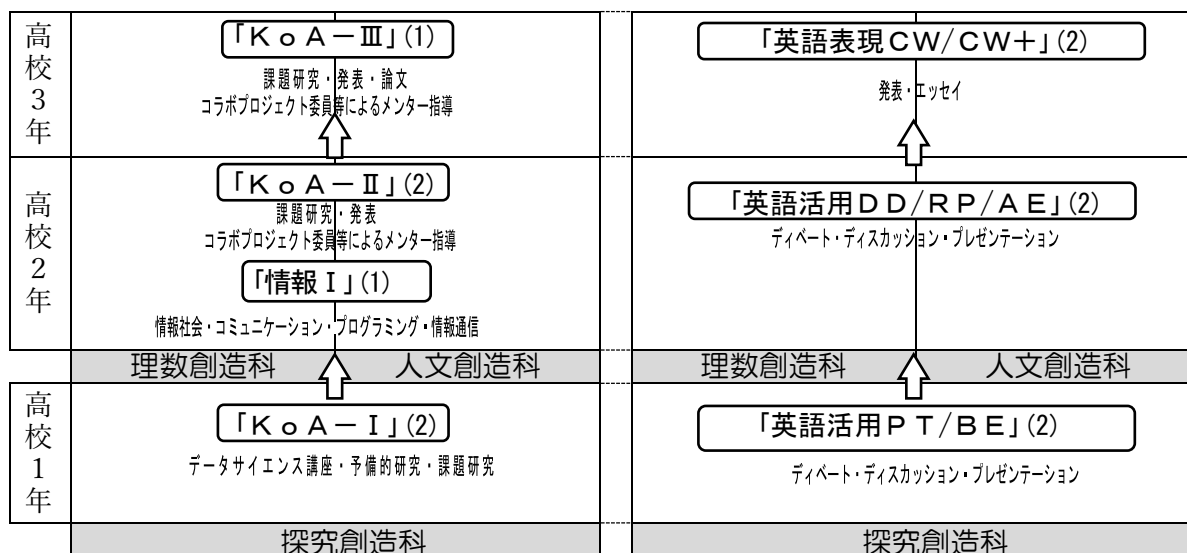 高校3年
「KoA-Ⅲ」(1)
課題研究・発表・論文
コラボプロジェクト委員等によるメンター指導
「英語表現CW/CW+」(2)
発表・エッセイ
高校2年
「KoA-Ⅱ」(2)
課題研究・発表
コラボプロジェクト委員等によるメンター指導
「情報Ⅰ」(1)
情報社会・コミュニケーション・プログラミング・情報通信
「英語活用DD/RP/AE」(2)
ディベート・ディスカッション・プレゼンテーション
理数創造科 人文創造科
理数創造科 人文創造科
高校1年
「KoA-Ⅰ」(2)
データサイエンス講座・予備的研究・課題研究
「英語活用PT/BE」(2)
ディベート・ディスカッション・プレゼンテーション
探究創造科
探究創造科